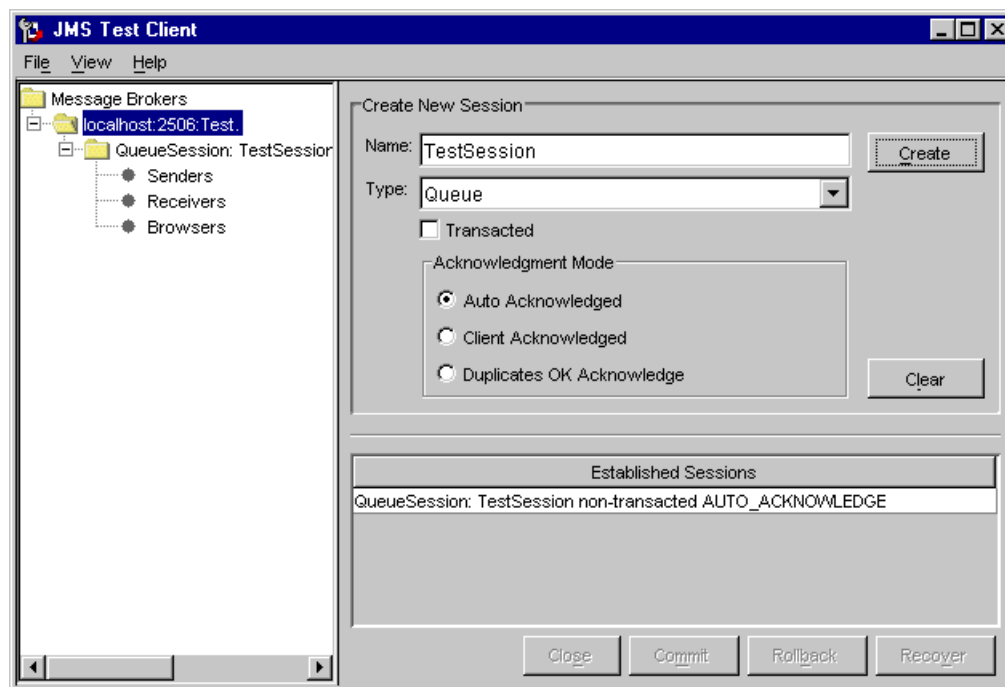 JMS Test Client
File View Help
Message Brokers
localhost:2506:Test.
QueueSession: TestSession
Senders
Receivers
Browsers
Create New Session
Name: TestSession
Create
Type: Queue
Transacted
Acknowledgment Mode
Auto Acknowledged
Client Acknowledged
Duplicates OK Acknowledge
Clear
Established Sessions
QueueSession: TestSession non-transacted AUTO_ACKNOWLEDGE
Close Commit Rollback Recover